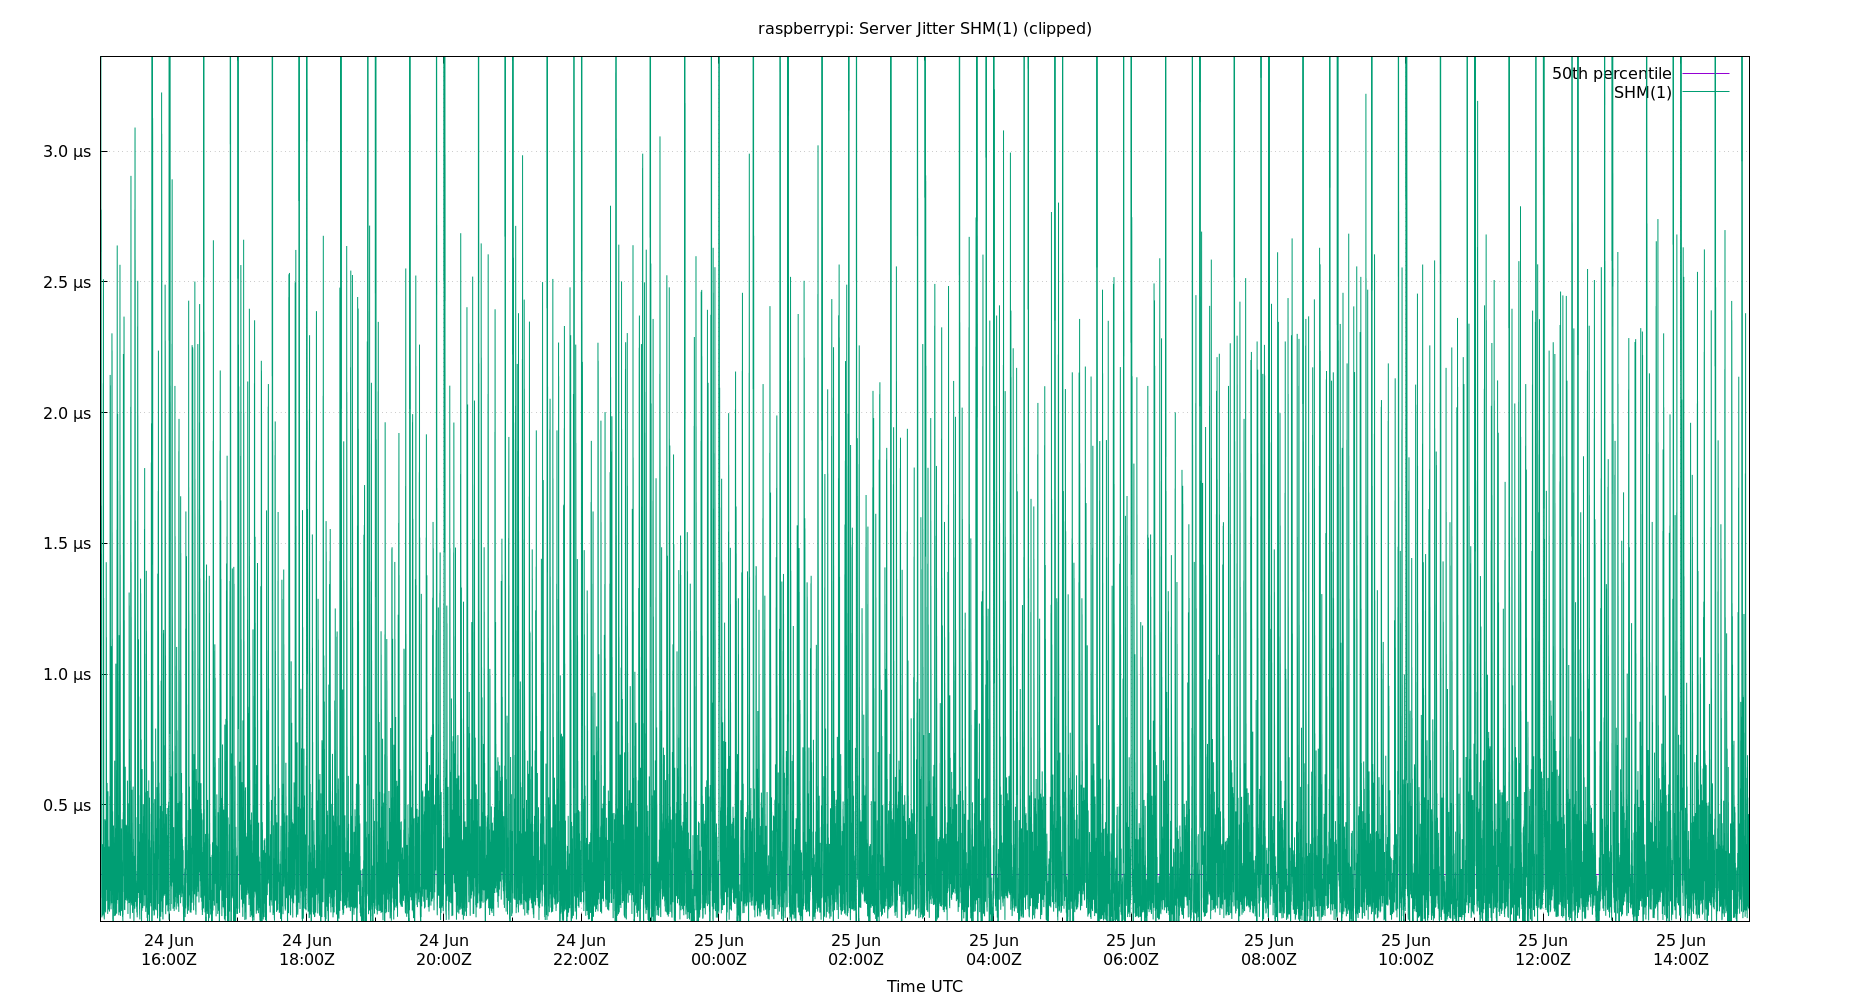 raspberrypi: Server Jitter SHM(1) (clipped)
50th percentile
SHM(1)
3.0 µs
2.5 µs
2.0 µs
1.5 µs
1.0 µs
0.5 µs
24 Jun 24 Jun 24 Jun 24 Jun 25 Jun 25 Jun 25 Jun 25 Jun 25 Jun 25 Jun 25 Jun 25 Jun
16:00Z 18:00Z 20:00Z 22:00Z 00:00Z 02:00Z 04:00Z 06:00Z 08:00Z 10:00Z 12:00Z 14:00Z
Time UTC